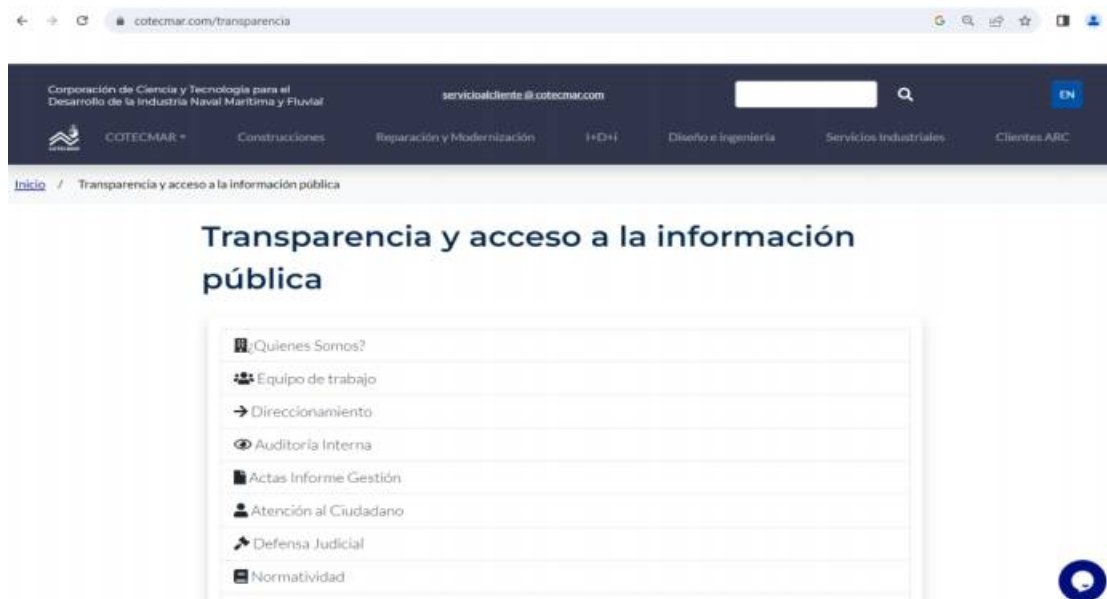 cotecmar.com/transparencia
Corporación de Ciencia y Tecnología para el
Desarrollo de la Industria Naval Marítima y Fluvial
servicioalcliente@cotecmar.com
EN
COTECMAR
COTECMAR Construcciones Reparación y Modernización I+D+i Diseño e ingeniería Servicios Industriales Clientes ARC
Inicio / Transparencia y acceso a la información pública
Transparencia y acceso a la información
pública
¿Quienes Somos?
Equipo de trabajo
Direccionamiento
Auditoría Interna
Actas Informe Gestión
Atención al Ciudadano
Defensa Judicial
Normatividad